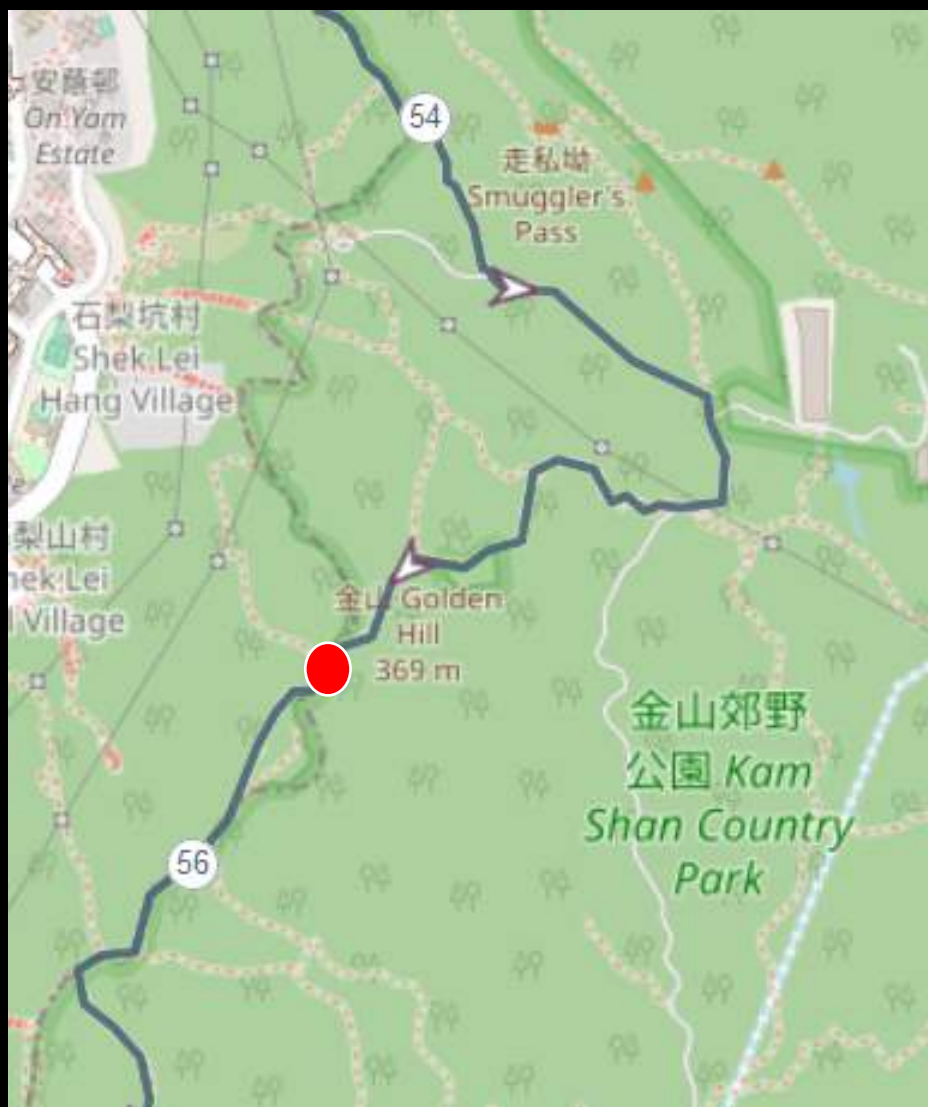 安蔭邨
On Yam
Estate
54
走私坳
Smuggler's
Pass
石梨坑村
Shek Lei
Hang Village
梨山村
Village
金山 Golden
Hill
369 m
金山郊野
公園 Kam
Shan Country
Park
56